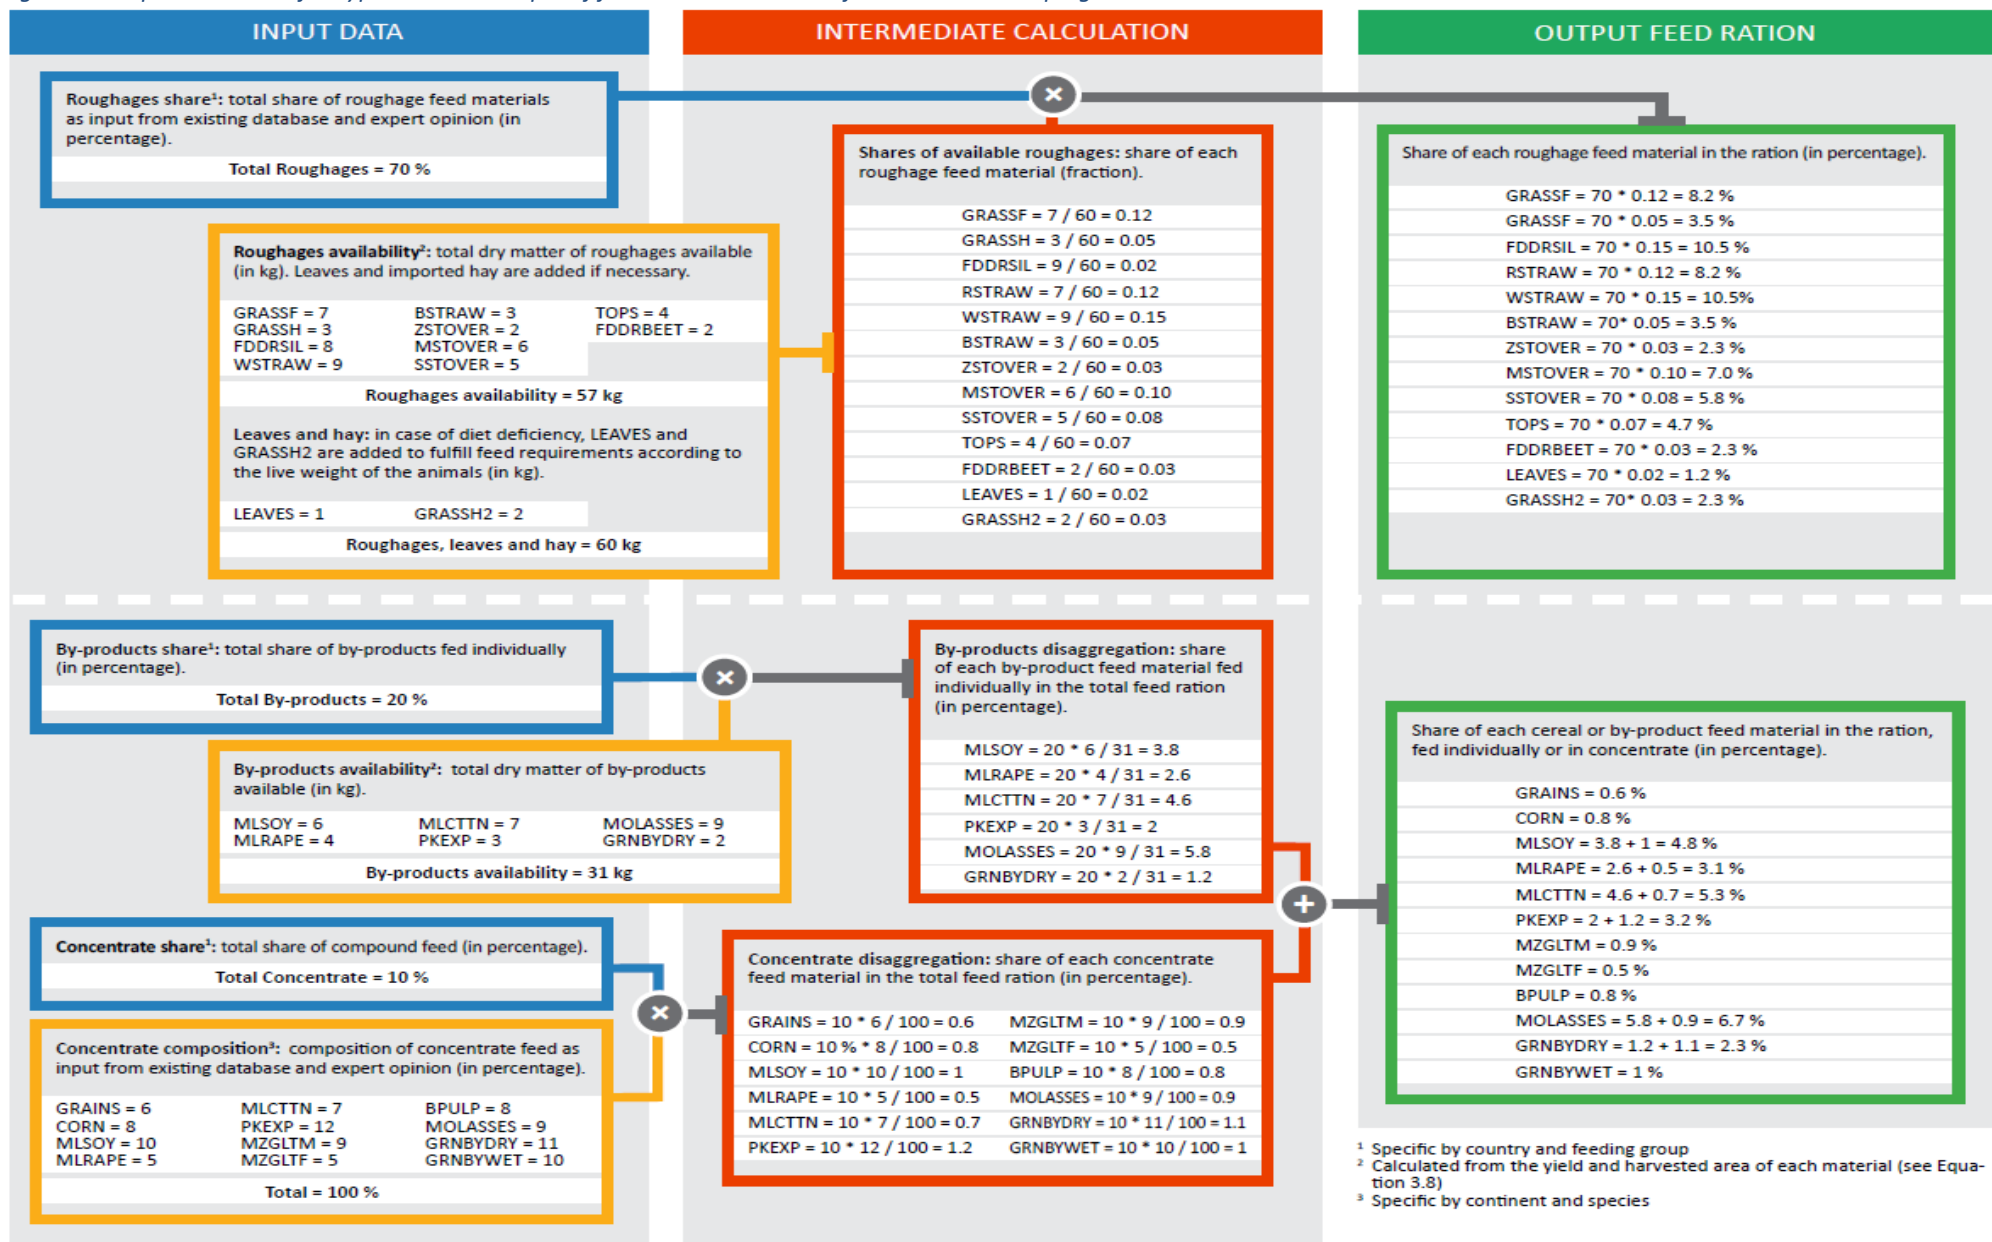 INPUT DATA
Roughages share¹: total share of roughage feed materials
as input from existing database and expert opinion (in
percentage).
Total Roughages = 70 %
Roughages availability²: total dry matter of roughages available
(in kg). Leaves and imported hay are added if necessary.
GRASSF = 7 BSTRAW = 3 TOPS = 4
GRASSH = 3 ZSTOVER = 2 FDDRBEET = 2
FDDRSIL = 8 MSTOVER = 6
WSTRAW = 9 SSTOVER = 5
Roughages availability = 57 kg
Leaves and hay: in case of diet deficiency, LEAVES and
GRASSH2 are added to fulfill feed requirements according to
the live weight of the animals (in kg).
LEAVES = 1 GRASSH2 = 2
Roughages, leaves and hay = 60 kg
By-products share¹: total share of by-products fed individually
(in percentage).
Total By-products = 20 %
By-products availability²: total dry matter of by-products
available (in kg).
MLSOY = 6 MLCTTN = 7 MOLASSES = 9
MLRAPE = 4 PKEXP = 3 GRNBYDRY = 2
By-products availability = 31 kg
Concentrate share¹: total share of compound feed (in percentage).
Total Concentrate = 10 %
Concentrate composition³: composition of concentrate feed as
input from existing database and expert opinion (in percentage).
GRAINS = 6 MLCTTN = 7 BPULP = 8
CORN = 8 PKEXP = 12 MOLASSES = 9
MLSOY = 10 MZGLTM = 9 GRNBYDRY = 11
MLRAPE = 5 MZGLTF = 5 GRNBYWET = 10
Total = 100 %
INTERMEDIATE CALCULATION
×
Shares of available roughages: share of each
roughage feed material (fraction).
GRASSF = 7 / 60 = 0.12
GRASSH = 3 / 60 = 0.05
FDDRSIL = 9 / 60 = 0.02
RSTRAW = 7 / 60 = 0.12
WSTRAW = 9 / 60 = 0.15
BSTRAW = 3 / 60 = 0.05
ZSTOVER = 2 / 60 = 0.03
MSTOVER = 6 / 60 = 0.10
SSTOVER = 5 / 60 = 0.08
TOPS = 4 / 60 = 0.07
FDDRBEET = 2 / 60 = 0.03
LEAVES = 1 / 60 = 0.02
GRASSH2 = 2 / 60 = 0.03
×
By-products disaggregation: share
of each by-product feed material fed
individually in the total feed ration
(in percentage).
MLSOY = 20 * 6 / 31 = 3.8
MLRAPE = 20 * 4 / 31 = 2.6
MLCTTN = 20 * 7 / 31 = 4.6
PKEXP = 20 * 3 / 31 = 2
MOLASSES = 20 * 9 / 31 = 5.8
GRNBYDRY = 20 * 2 / 31 = 1.2
+
×
Concentrate disaggregation: share of each concentrate
feed material in the total feed ration (in percentage).
GRAINS = 10 * 6 / 100 = 0.6 MZGLTM = 10 * 9 / 100 = 0.9
CORN = 10 % * 8 / 100 = 0.8 MZGLTF = 10 * 5 / 100 = 0.5
MLSOY = 10 * 10 / 100 = 1 BPULP = 10 * 8 / 100 = 0.8
MLRAPE = 10 * 5 / 100 = 0.5 MOLASSES = 10 * 9 / 100 = 0.9
MLCTTN = 10 * 7 / 100 = 0.7 GRNBYDRY = 10 * 11 / 100 = 1.1
PKEXP = 10 * 12 / 100 = 1.2 GRNBYWET = 10 * 10 / 100 = 1
OUTPUT FEED RATION
Share of each roughage feed material in the ration (in percentage).
GRASSF = 70 * 0.12 = 8.2 %
GRASSF = 70 * 0.05 = 3.5 %
FDDRSIL = 70 * 0.15 = 10.5 %
RSTRAW = 70 * 0.12 = 8.2 %
WSTRAW = 70 * 0.15 = 10.5%
BSTRAW = 70* 0.05 = 3.5 %
ZSTOVER = 70 * 0.03 = 2.3 %
MSTOVER = 70 * 0.10 = 7.0 %
SSTOVER = 70 * 0.08 = 5.8 %
TOPS = 70 * 0.07 = 4.7 %
FDDRBEET = 70 * 0.03 = 2.3 %
LEAVES = 70 * 0.02 = 1.2 %
GRASSH2 = 70* 0.03 = 2.3 %
Share of each cereal or by-product feed material in the ration,
fed individually or in concentrate (in percentage).
GRAINS = 0.6 %
CORN = 0.8 %
MLSOY = 3.8 + 1 = 4.8 %
MLRAPE = 2.6 + 0.5 = 3.1 %
MLCTTN = 4.6 + 0.7 = 5.3 %
PKEXP = 2 + 1.2 = 3.2 %
MZGLTM = 0.9 %
MZGLTF = 0.5 %
BPULP = 0.8 %
MOLASSES = 5.8 + 0.9 = 6.7 %
GRNBYDRY = 1.2 + 1.1 = 2.3 %
GRNBYWET = 1 %
¹ Specific by country and feeding group
² Calculated from the yield and harvested area of each material (see Equa-
tion 3.8)
³ Specific by continent and species